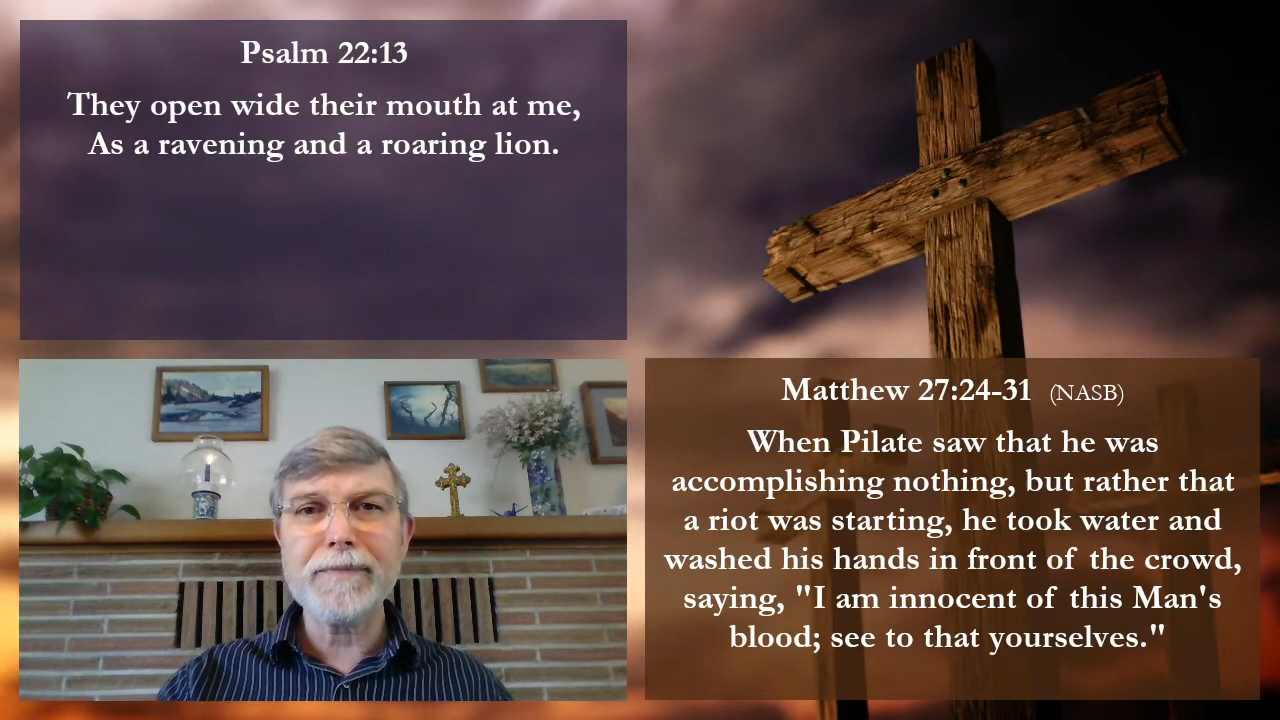 Psalm 22:13
They open wide their mouth at me,
As a ravening and a roaring lion.
Matthew 27:24-31 (NASB)
When Pilate saw that he was
accomplishing nothing, but rather that
a riot was starting, he took water and
washed his hands in front of the crowd,
saying, "I am innocent of this Man's
blood; see to that yourselves."